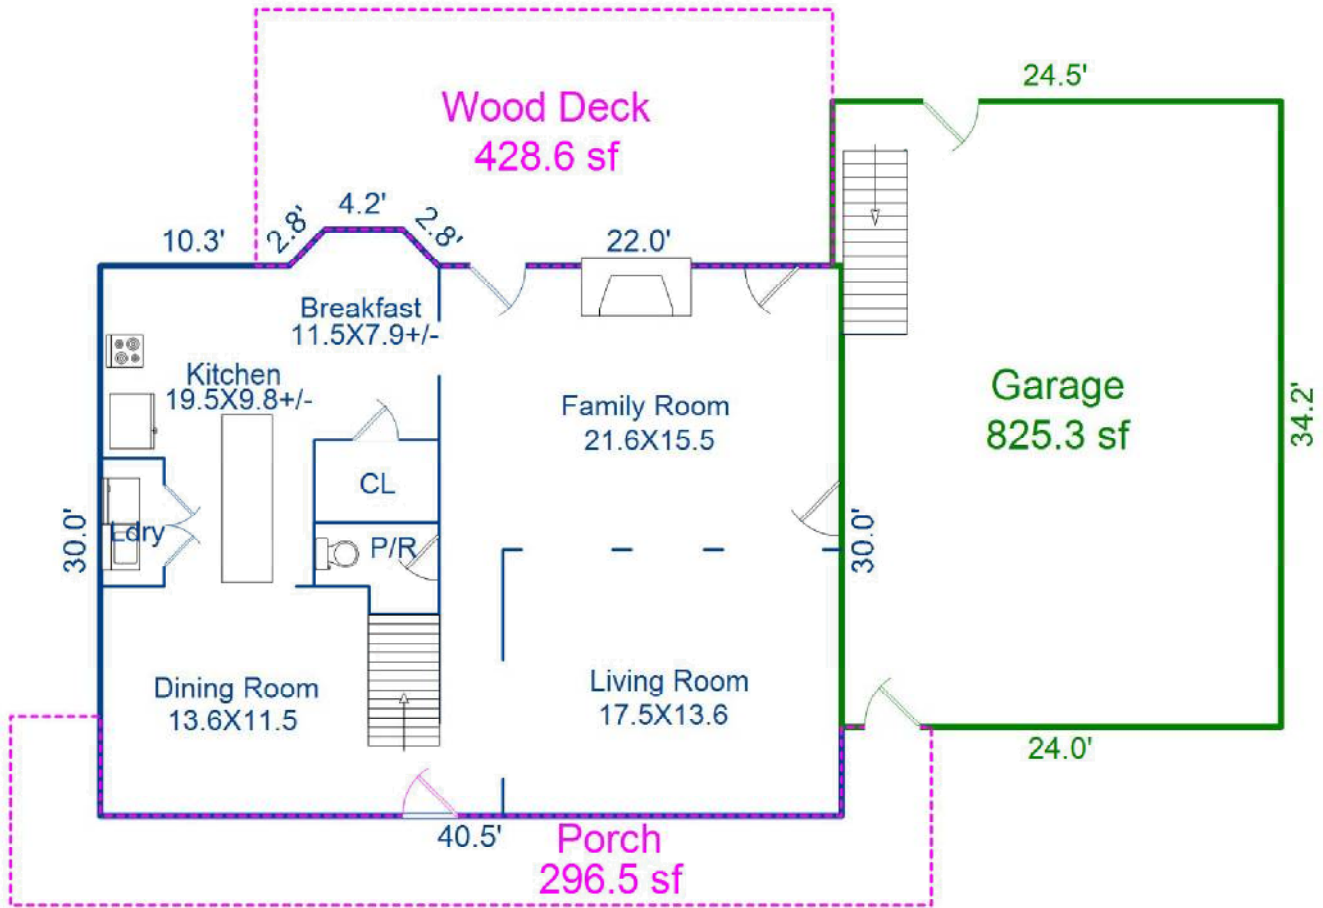 24.5'
Wood Deck
428.6 sf
4.2'
2.8'
2.8'
10.3'
22.0'
Breakfast
11.5X7.9+/-
Kitchen
19.5X9.8+/-
Family Room
21.6X15.5
Garage
825.3 sf
34.2'
CL
30.0'
Ldry
P/R
30.0'
Dining Room
13.6X11.5
Living Room
17.5X13.6
24.0'
40.5'
Porch
296.5 sf